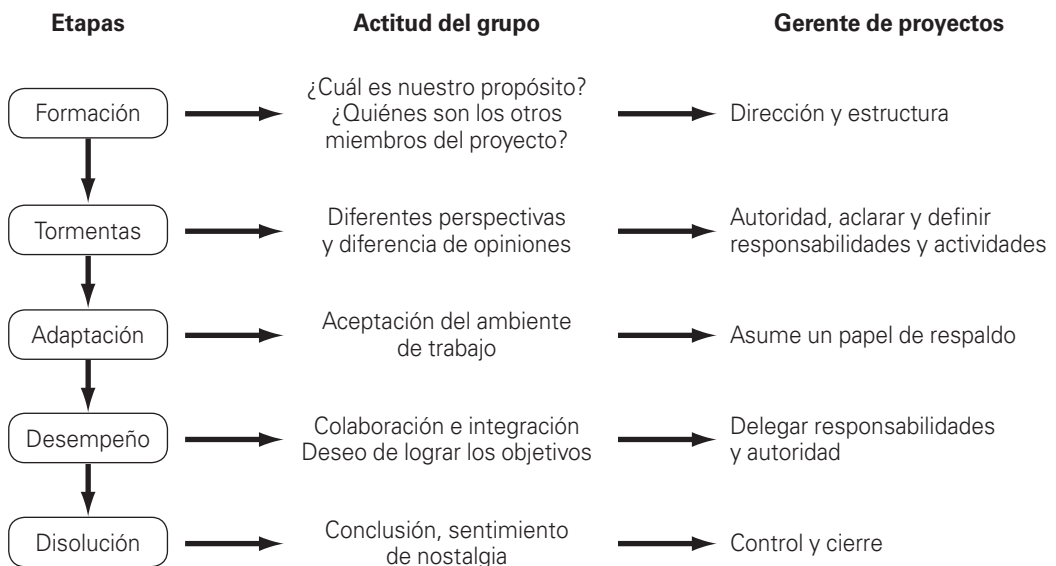 Etapas
Actitud del grupo
Gerente de proyectos
Formación
¿Cuál es nuestro propósito?
¿Quiénes son los otros
miembros del proyecto?
Dirección y estructura
Tormentas
Diferentes perspectivas
y diferencia de opiniones
Autoridad, aclarar y definir
responsabilidades y actividades
Adaptación
Aceptación del ambiente
de trabajo
Asume un papel de respaldo
Desempeño
Colaboración e integración
Deseo de lograr los objetivos
Delegar responsabilidades
y autoridad
Disolución
Conclusión, sentimiento
de nostalgia
Control y cierre